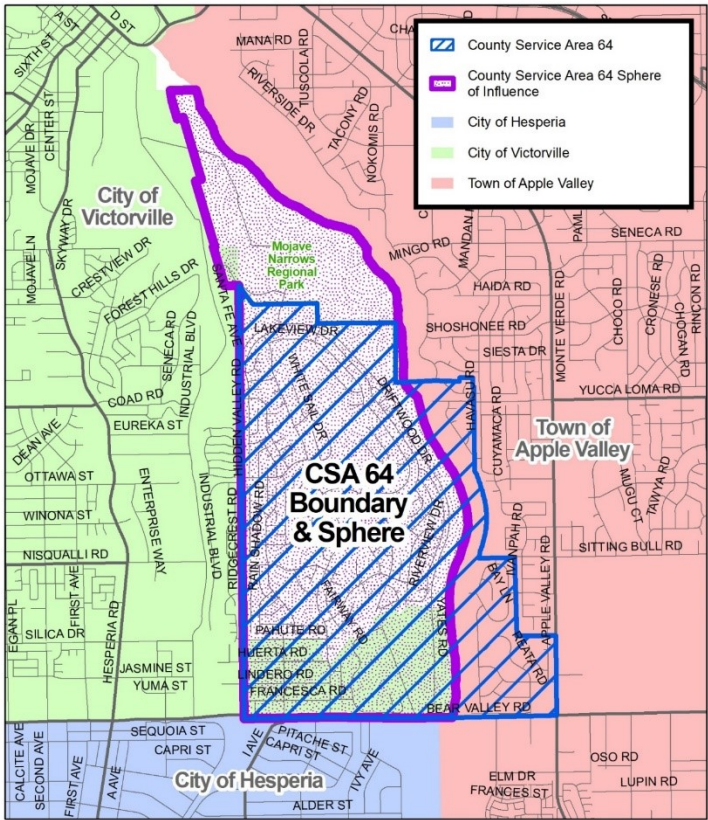 A ST
D ST
SIXTH ST
MANA RD
TUSCOLA RD
RIVERSIDE DR
TACONY RD
NOKOMIS RD
County Service Area 64
County Service Area 64 Sphere
of Influence
City of Hesperia
City of Victorville
Town of Apple Valley
MOJAVE DR
CENTER ST
City of
Victorville
SKYWAY DR
MOJAVE LN
CRESTVIEW DR
FOREST HILLS DR
SANTA FE AVE
Mojave
Narrows
Regional
Park
MINGO RD
MANDAN
SENECA RD
HAIDA RD
MONTE VERDE RD
CHOCO RD
CRONESE RD
RINCON RD
CHOGAN RD
SHOSHONEE RD
SIESTA DR
YUCCA LOMA RD
LAKEVIEW DR
WHITE SAIL DR
DRIFTWOOD DR
HAVASU RD
CUYAMACA RD
SENECA RD
INDUSTRIAL BLVD
HIDDEN VALLEY RD
COAD RD
EUREKA ST
DEAN AVE
OTTAWA ST
WINONA ST
NISQUALLI RD
ENTERPRISE WAY
INDUSTRIAL BLVD
RIDGECREST RD
RAIN SHADOW RD
CSA 64
Boundary
& Sphere
RIVERVIEW DR
Town of
Apple Valley
MUGU CT
TAWYA RD
SITTING BULL RD
IVANPAH RD
BAY LN
REATA RD
APPLE VALLEY RD
FAIRWAY RD
YATES RD
PAHUTE RD
HUERTA RD
LINDERO RD
FRANCESCA RD
BEAR VALLEY RD
EGAN PL
FIRST AVE
SILICA DR
HESPERIA RD
JASMINE ST
YUMA ST
CALCITE AVE
SECOND AVE
FIRST AVE
A AVE
SEQUOIA ST
CAPRI ST
I AVE
PITACHE ST
CAPRI ST
IVY AVE
City of Hesperia
ALDER ST
ELM DR
FRANCES ST
OSO RD
LUPIN RD